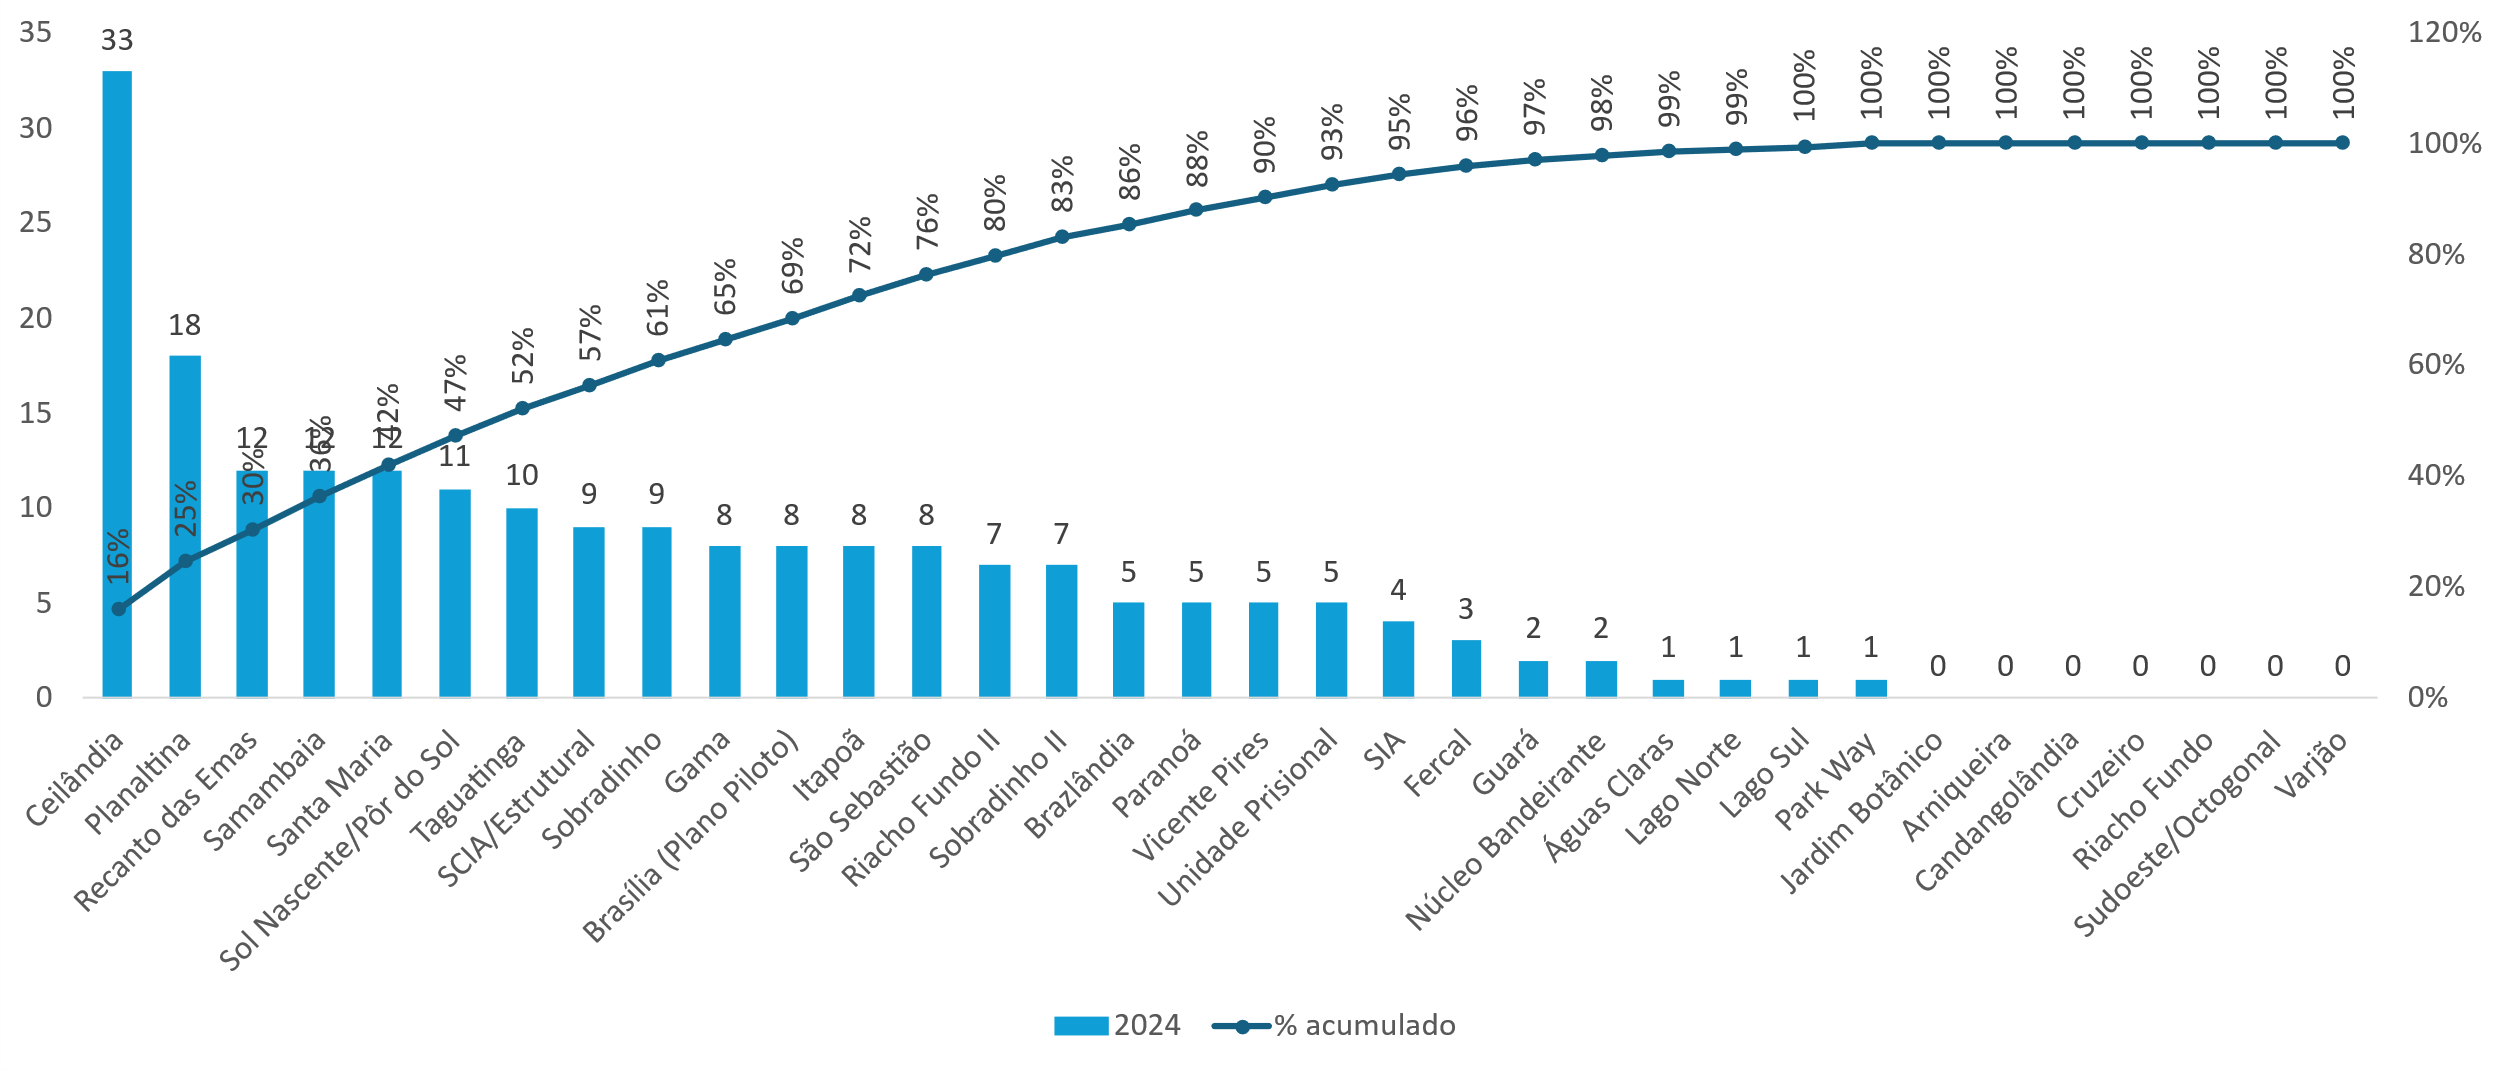 35
30
25
20
15
10
5
0
120%
100%
80%
60%
40%
20%
0%
33
18
12
12
12
11
10
9
9
8
8
8
8
7
7
5
5
5
5
4
3
2
2
1
1
1
1
0
0
0
0
0
0
0
16%
25%
30%
36%
42%
47%
52%
57%
61%
65%
69%
72%
76%
80%
83%
86%
88%
90%
93%
95%
96%
97%
98%
99%
99%
100%
100%
100%
100%
100%
100%
100%
100%
100%
Ceilândia
Planaltina
Recanto das Emas
Samambaia
Santa Maria
Sol Nascente/Pôr do Sol
Taguatinga
SCIA/Estrutural
Sobradinho
Gama
Brasília (Plano Piloto)
Itapoã
São Sebastião
Riacho Fundo II
Sobradinho II
Brazlândia
Paranoá
Vicente Pires
Unidade Prisional
SIA
Fercal
Guará
Núcleo Bandeirante
Águas Claras
Lago Norte
Lago Sul
Park Way
Jardim Botânico
Arniqueira
Candangolândia
Cruzeiro
Riacho Fundo
Sudoeste/Octogonal
Varjão
2024
% acumulado